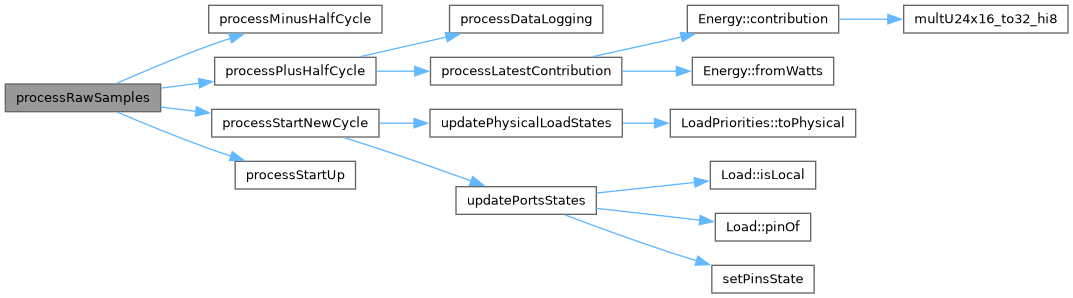 processMinusHalfCycle
processDataLogging
Energy::contribution
multU24x16_to32_hi8
processPlusHalfCycle
processLatestContribution
Energy::fromWatts
processRawSamples
processStartNewCycle
updatePhysicalLoadStates
LoadPriorities::toPhysical
processStartUp
Load::isLocal
updatePortsStates
Load::pinOf
setPinsState